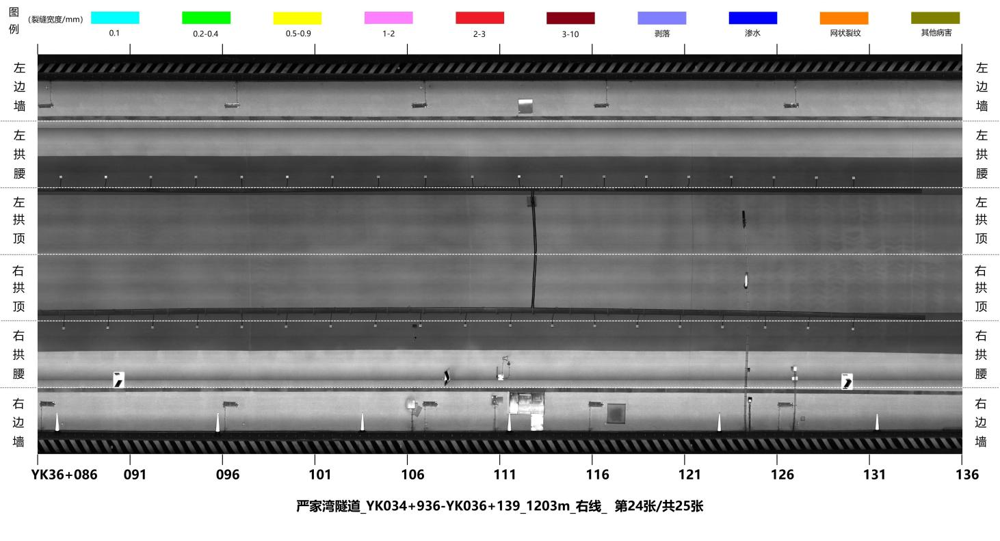 图例
(裂缝宽度/mm)
0.1
0.2-0.4
0.5-0.9
1-2
2-3
3-10
剥落
渗水
网状裂纹
其他病害
左边墙
左边墙
左拱腰
左拱腰
左拱顶
左拱顶
右拱顶
右拱顶
右拱腰
右拱腰
右边墙
右边墙
YK36+086 091 096 101 106 111 116 121 126 131 136
严家湾隧道_YK034+936-YK036+139_1203m_右线_ 第24张/共25张